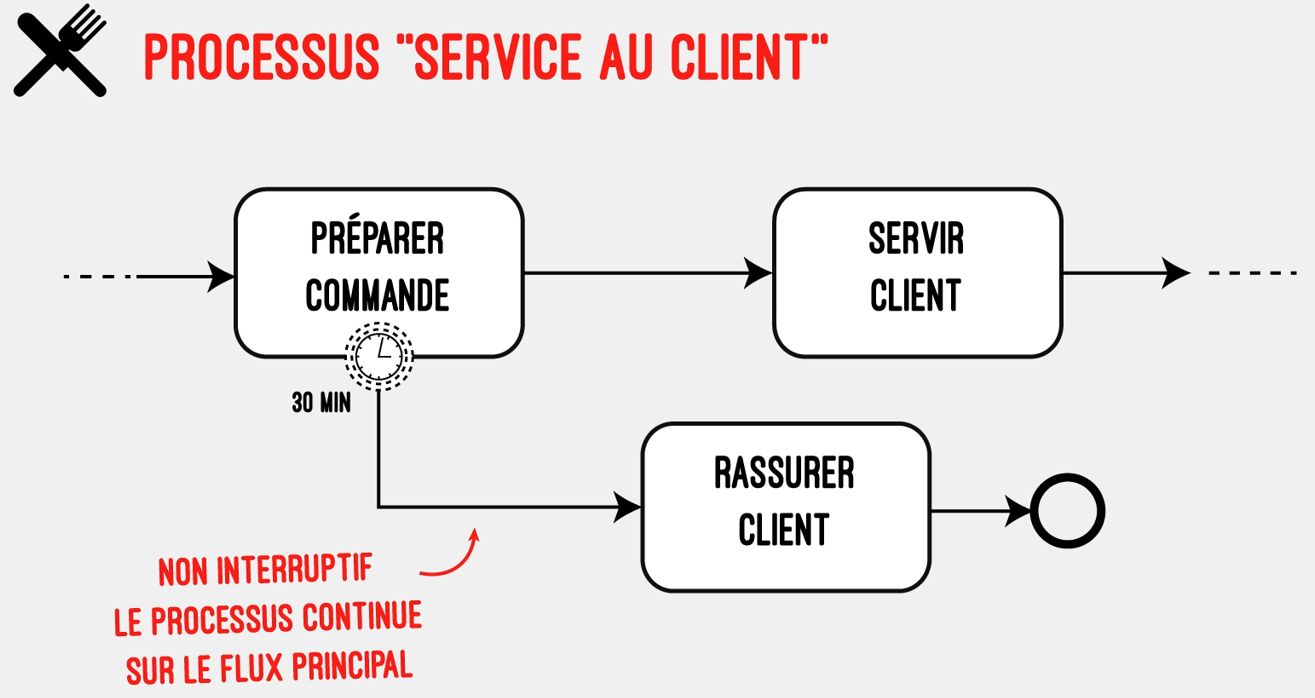 PROCESSUS "SERVICE AU CLIENT"
PRÉPARER
COMMANDE
SERVIR
CLIENT
30 MIN
RASSURER
CLIENT
NON INTERRUPTIF
LE PROCESSUS CONTINUE
SUR LE FLUX PRINCIPAL